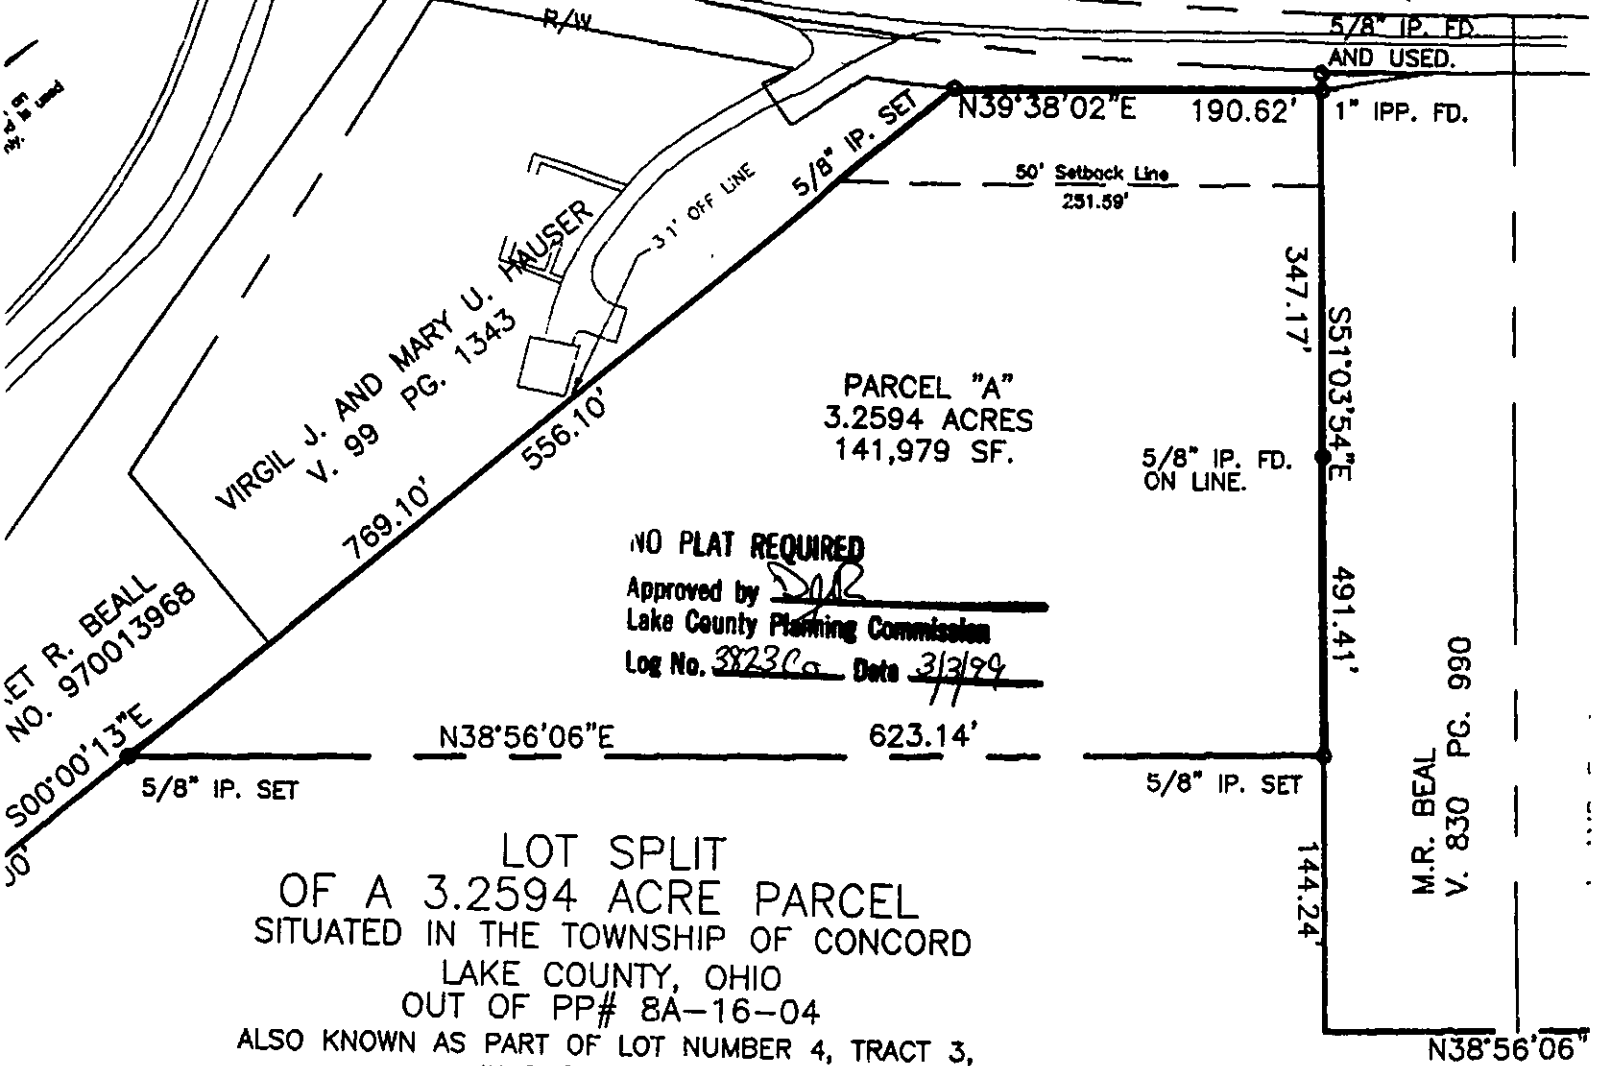 R/W
5/8" IP. FD
AND USED.
is used
N39°38'02"E 190.62'
1" IPP. FD.
5/8" IP. SET
50' Setback Line
251.59'
31' OFF LINE
347.17'
S51°03'54"E
VIRGIL J. AND MARY U. HAUSER
V. 99 PG. 1343
556.10'
769.10'
PARCEL "A"
3.2594 ACRES
141,979 SF.
5/8" IP. FD.
ON LINE.
NO PLAT REQUIRED
Approved by
Lake County Planning Commission
Log No. 3823Co Date 3/3/99
491.41'
ET R. BEALL
NO. 970013968
S00°00'13"E
N38°56'06"E 623.14'
5/8" IP. SET
5/8" IP. SET
M.R. BEAL
V. 830 PG. 990
144.24'
LOT SPLIT
OF A 3.2594 ACRE PARCEL
SITUATED IN THE TOWNSHIP OF CONCORD
LAKE COUNTY, OHIO
OUT OF PP# 8A-16-04
ALSO KNOWN AS PART OF LOT NUMBER 4, TRACT 3,
N38°56'06"